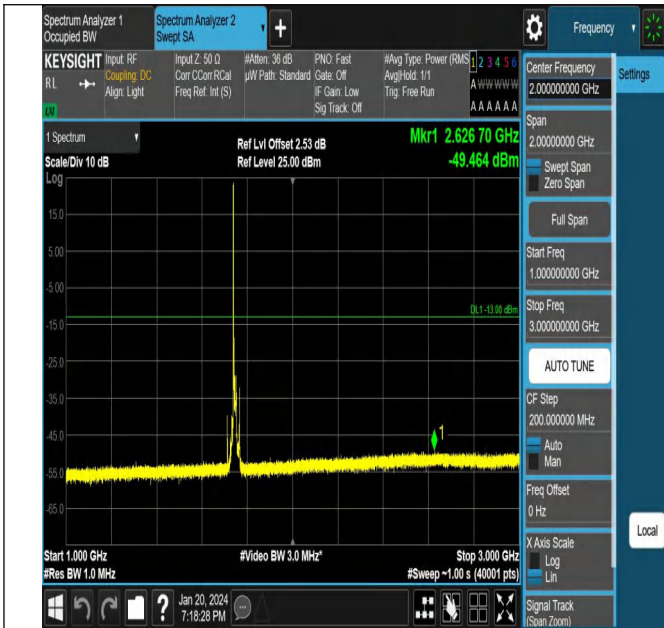 Spectrum Analyzer 1
Occupied BW
Spectrum Analyzer 2
Swept SA
Frequency
KEYSIGHT
RL
LXI
Input: RF
Coupling: DC
Align: Light
Input Z: 50 Ω
Corr CCorr RCal
Freq Ref: Int (S)
#Atten: 36 dB
µW Path: Standard
PNO: Fast
Gate: Off
IF Gain: Low
Sig Track: Off
#Avg Type: Power (RMS
Avg|Hold: 1/1
Trig: Free Run
1 2 3 4 5 6
A W W W W W
A A A A A A
1 Spectrum
Scale/Div 10 dB
Ref Lvl Offset 2.53 dB
Ref Level 25.00 dBm
Mkr1 2.626 70 GHz
-49.464 dBm
Log
15.0
5.00
-5.00
-15.0
-25.0
-35.0
-45.0
-55.0
-65.0
DL1 -13.00 dBm
1
Start 1.000 GHz
#Res BW 1.0 MHz
#Video BW 3.0 MHz*
Stop 3.000 GHz
#Sweep ~1.00 s (40001 pts)
Jan 20, 2024
7:18:28 PM
Center Frequency
2.000000000 GHz
Settings
Span
2.00000000 GHz
Swept Span
Zero Span
Full Span
Start Freq
1.000000000 GHz
Stop Freq
3.000000000 GHz
AUTO TUNE
CF Step
200.000000 MHz
Auto
Man
Freq Offset
0 Hz
X Axis Scale
Log
Lin
Local
Signal Track
(Span Zoom)